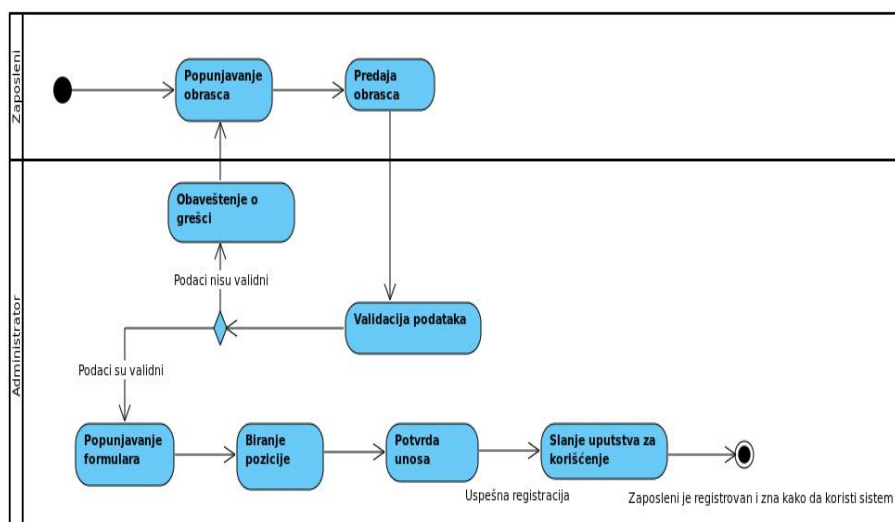 Zaposleni
Popunjavanje
obrasca
Predaja
obrasca
Administrator
Obaveštenje o
grešci
Podaci nisu validni
Validacija podataka
Podaci su validni
Popunjavanje
formulara
Biranje
pozicije
Potvrda
unosa
Slanje uputstva za
korišćenje
Uspešna registracija
Zaposleni je registrovan i zna kako da koristi sistem